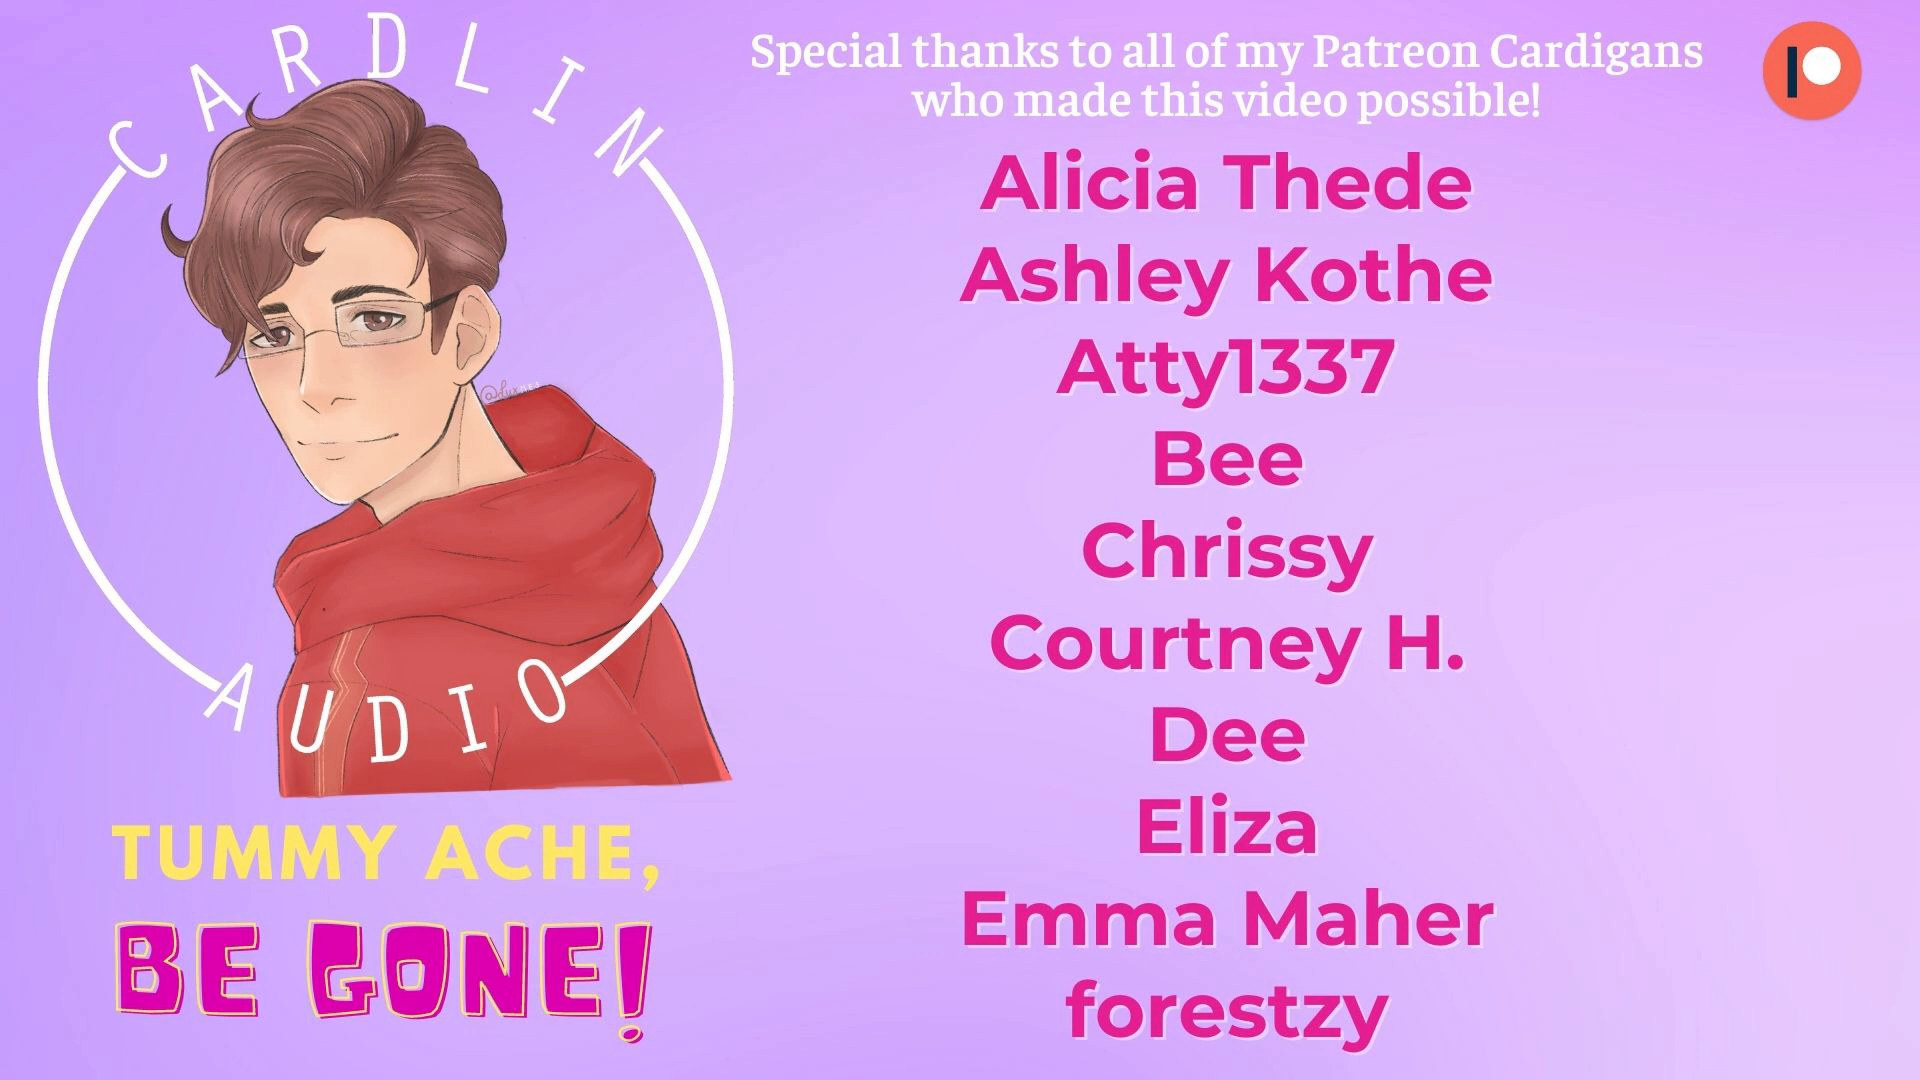 CARDLIN
AUDIO
TUMMY ACHE,
BE GONE!
Special thanks to all of my Patreon Cardigans
who made this video possible!
Alicia Thede
Ashley Kothe
Atty1337
Bee
Chrissy
Courtney H.
Dee
Eliza
Emma Maher
forestzy